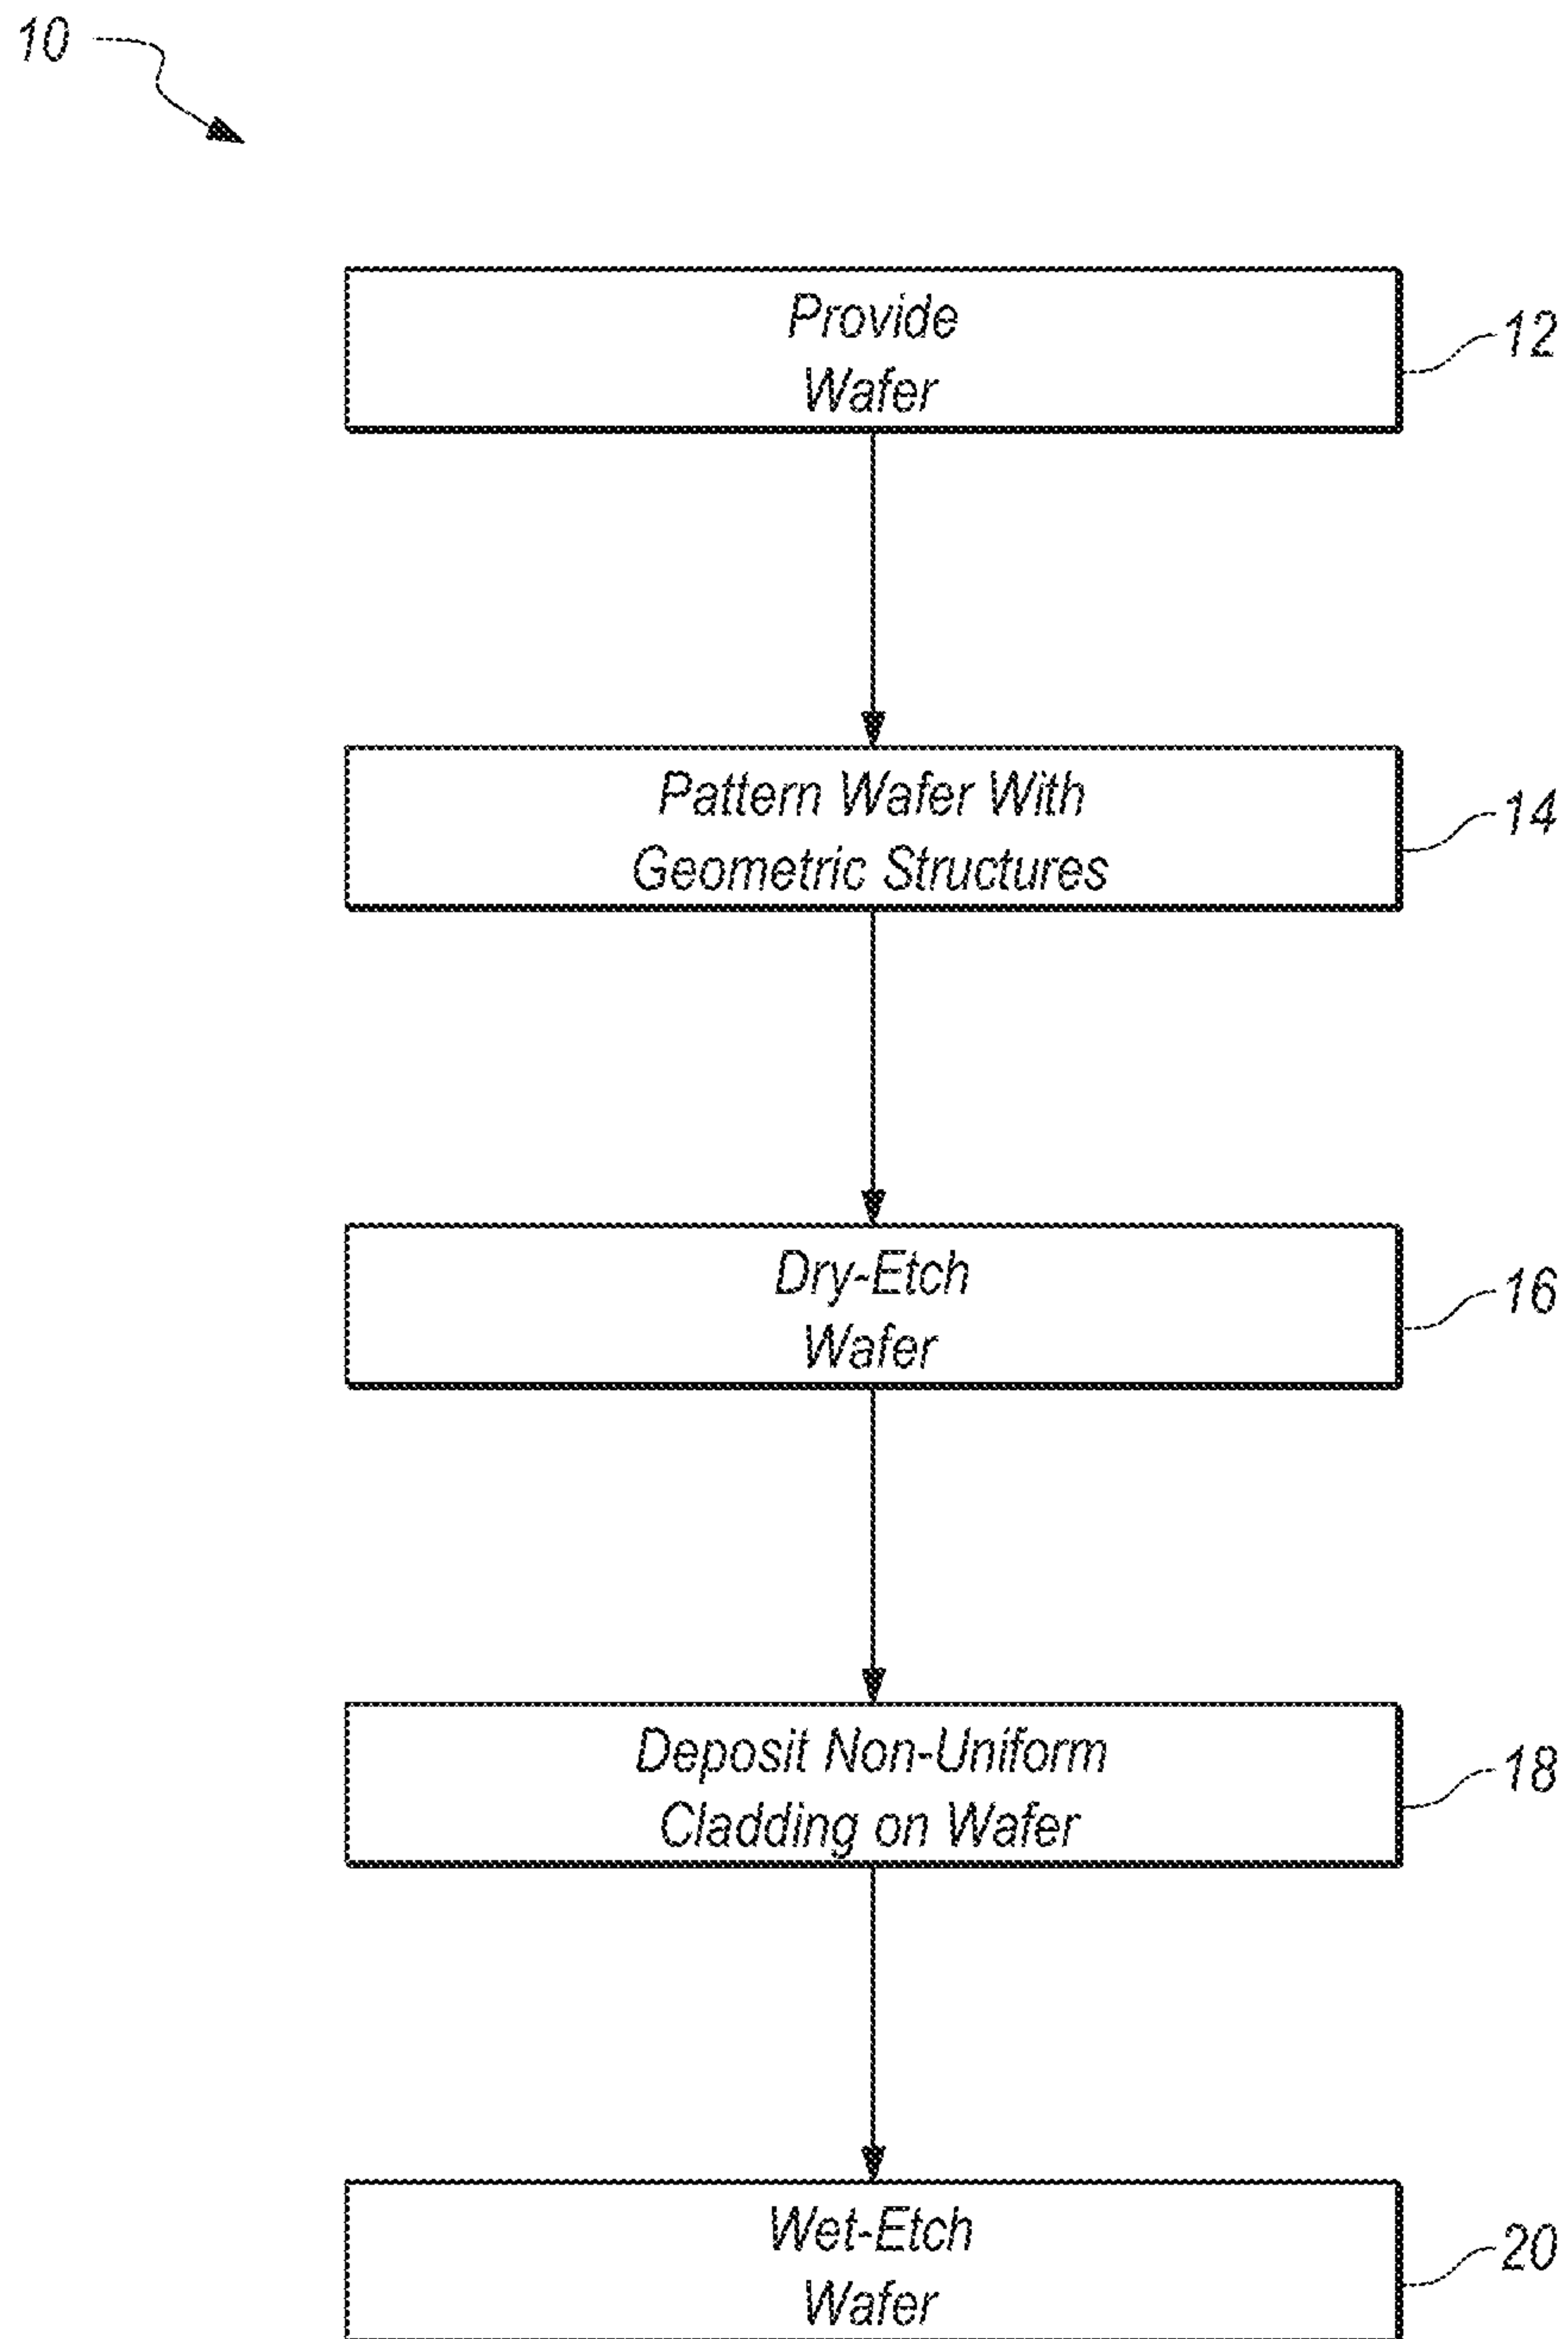 10
Provide
Wafer
12
Pattern Wafer With
Geometric Structures
14
Dry-Etch
Wafer
16
Deposit Non-Uniform
Cladding on Wafer
18
Wet-Etch
Wafer
20